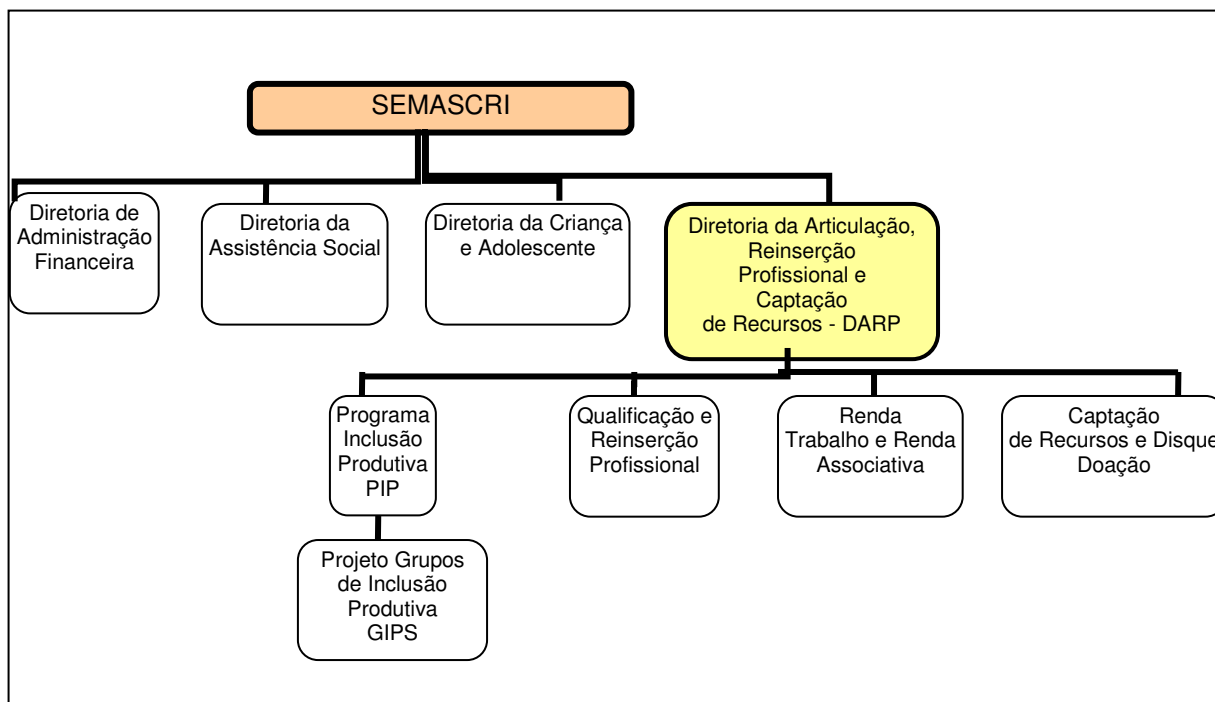 SEMASCRI
Diretoria de
Administração
Financeira
Diretoria da
Assistência Social
Diretoria da Criança
e Adolescente
Diretoria da Articulação,
Reinserção
Profissional e
Captação
de Recursos - DARP
Programa
Inclusão
Produtiva
PIP
Qualificação e
Reinserção
Profissional
Renda
Trabalho e Renda
Associativa
Captação
de Recursos e Disque
Doação
Projeto Grupos
de Inclusão
Produtiva
GIPS